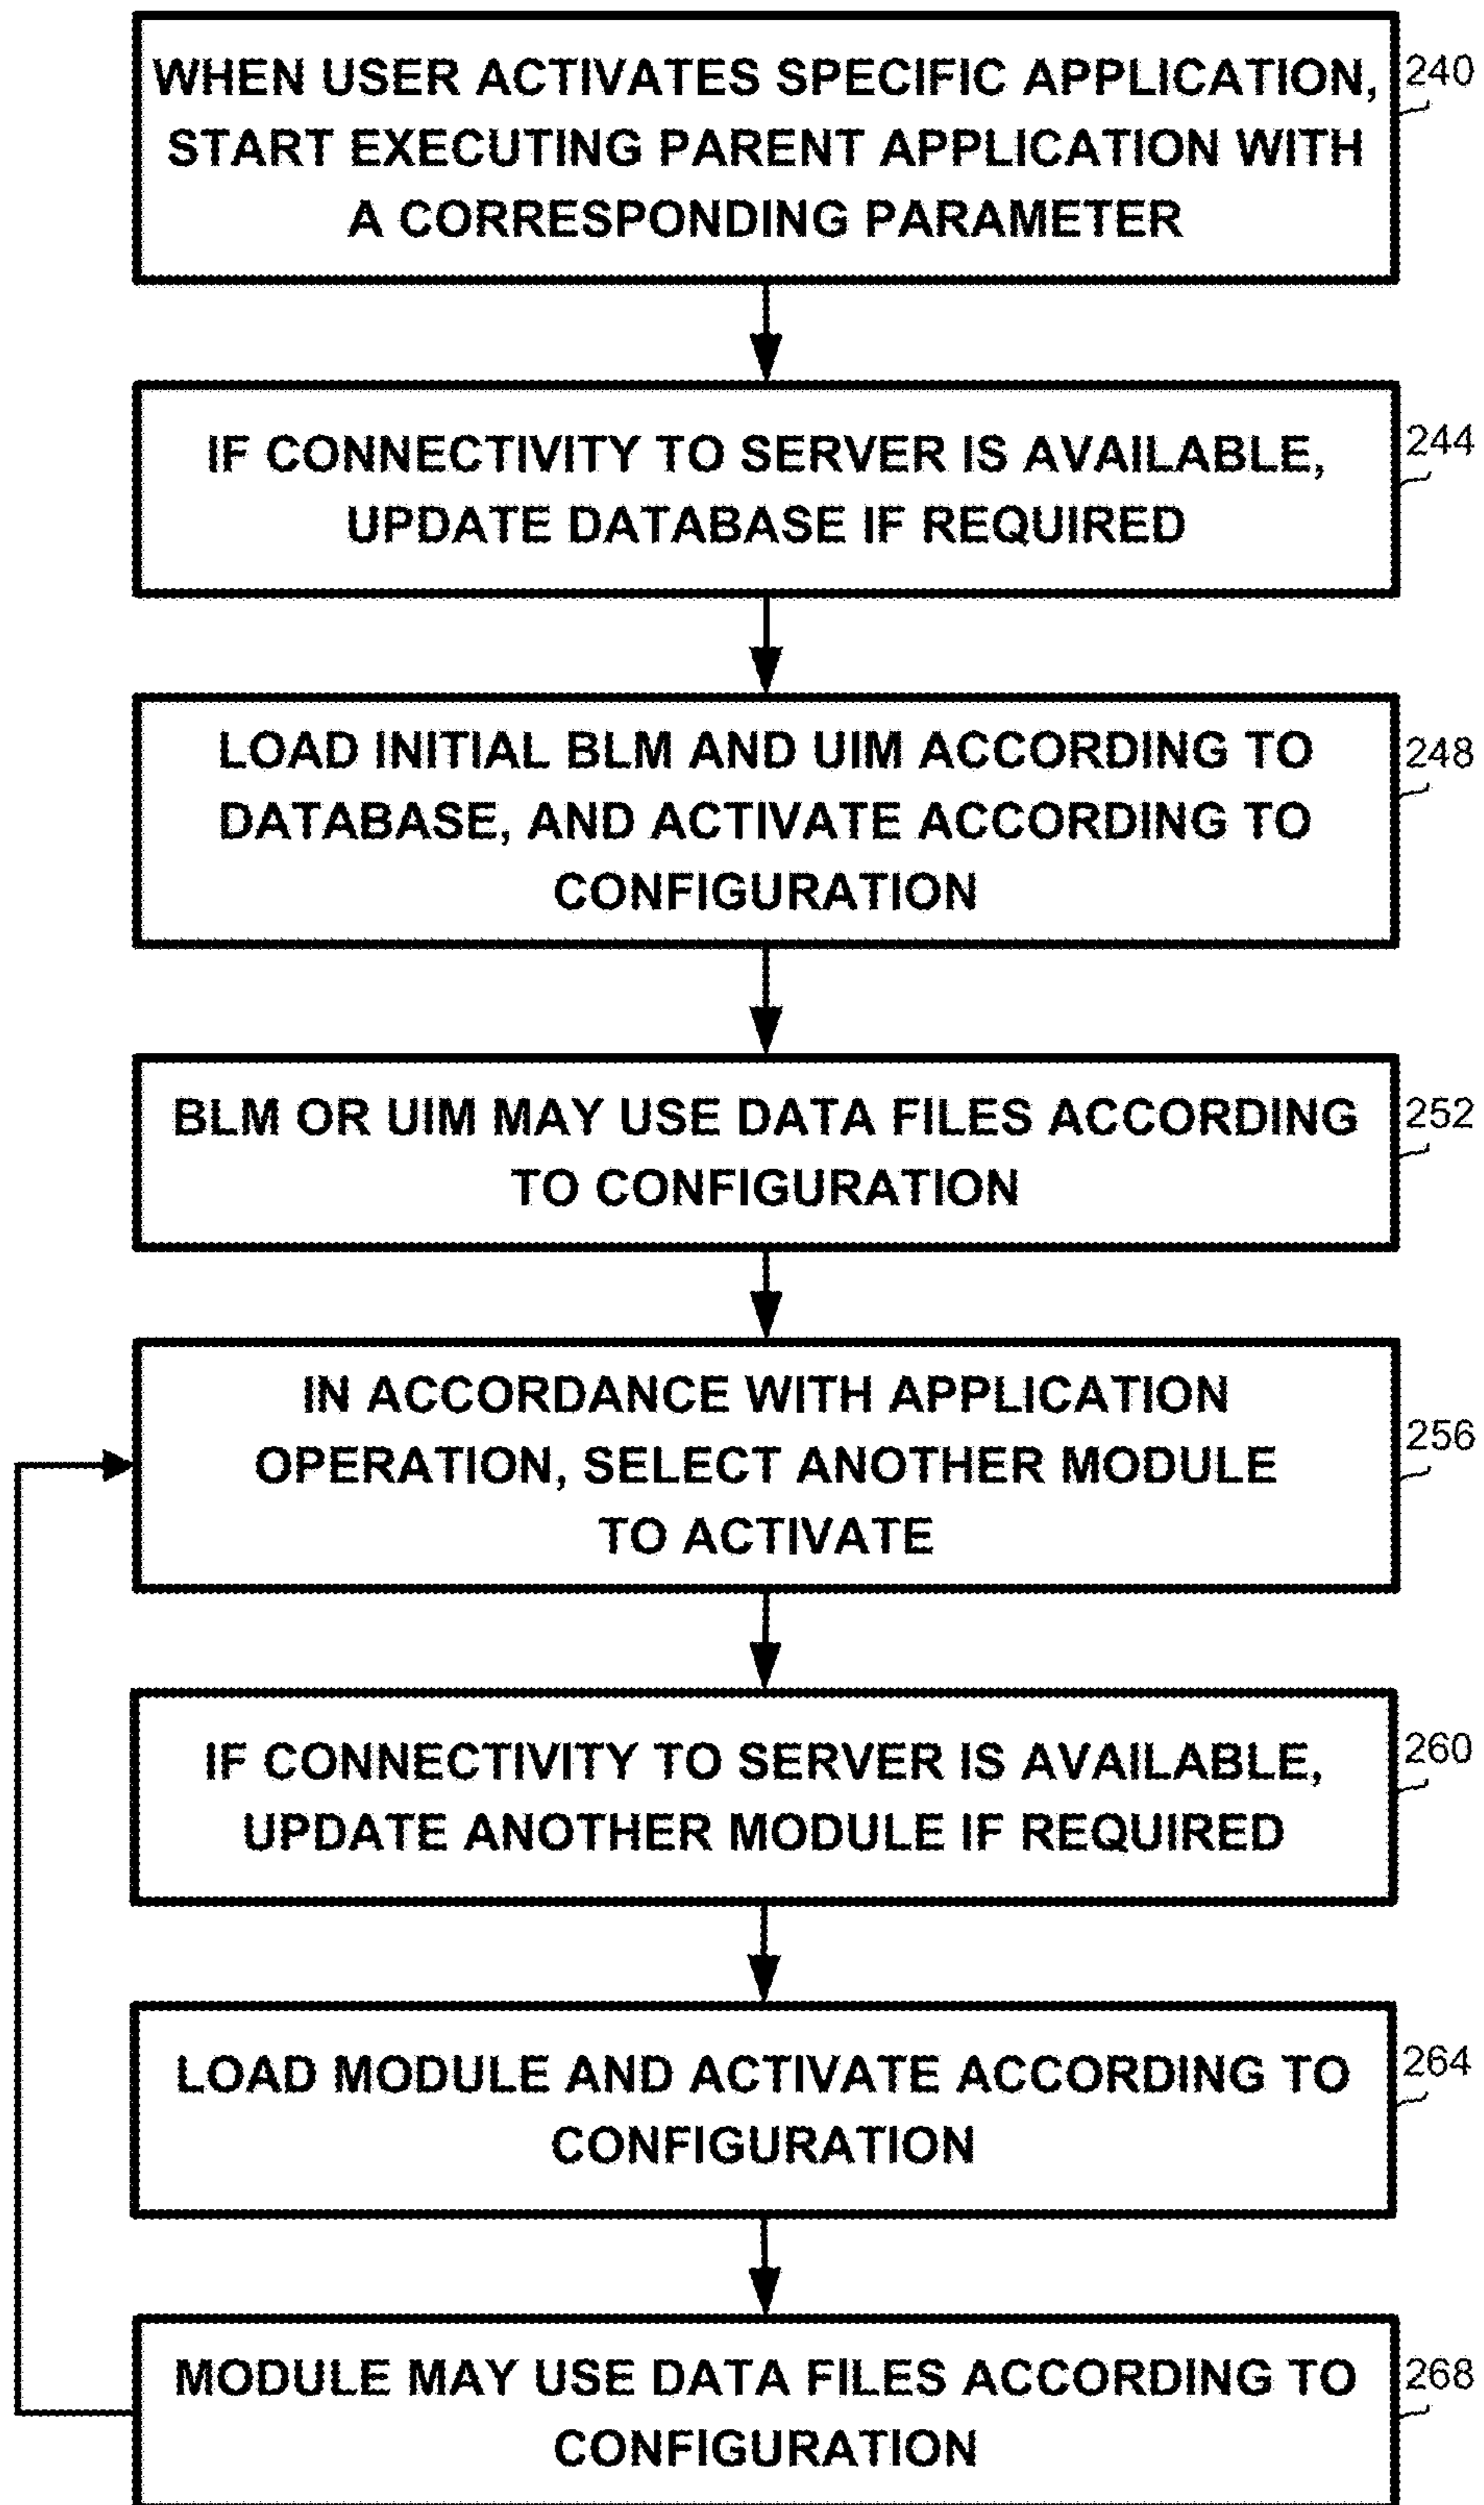 WHEN USER ACTIVATES SPECIFIC APPLICATION,
START EXECUTING PARENT APPLICATION WITH
A CORRESPONDING PARAMETER
240
IF CONNECTIVITY TO SERVER IS AVAILABLE,
UPDATE DATABASE IF REQUIRED
244
LOAD INITIAL BLM AND UIM ACCORDING TO
DATABASE, AND ACTIVATE ACCORDING TO
CONFIGURATION
248
BLM OR UIM MAY USE DATA FILES ACCORDING
TO CONFIGURATION
252
IN ACCORDANCE WITH APPLICATION
OPERATION, SELECT ANOTHER MODULE
TO ACTIVATE
256
IF CONNECTIVITY TO SERVER IS AVAILABLE,
UPDATE ANOTHER MODULE IF REQUIRED
260
LOAD MODULE AND ACTIVATE ACCORDING TO
CONFIGURATION
264
MODULE MAY USE DATA FILES ACCORDING TO
CONFIGURATION
268